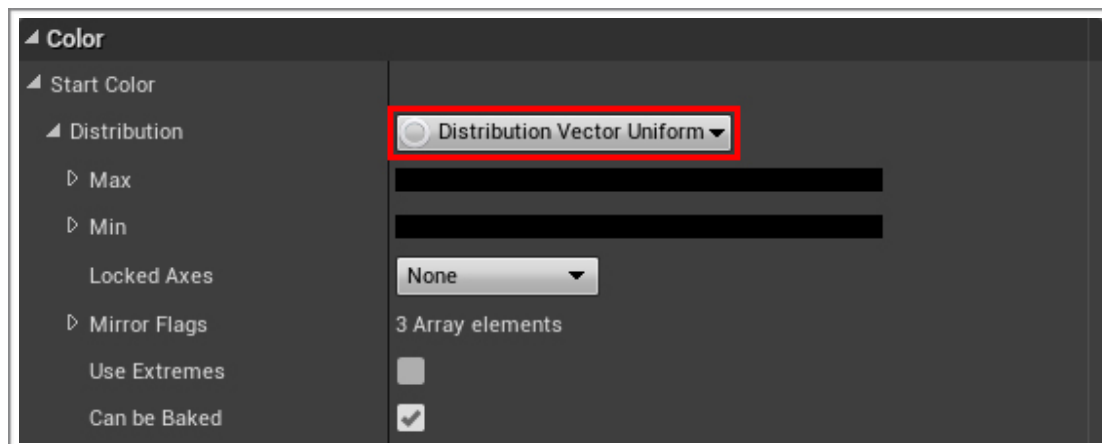 Color
Start Color
Distribution Distribution Vector Uniform
Max
Min
Locked Axes None
Mirror Flags 3 Array elements
Use Extremes
Can be Baked